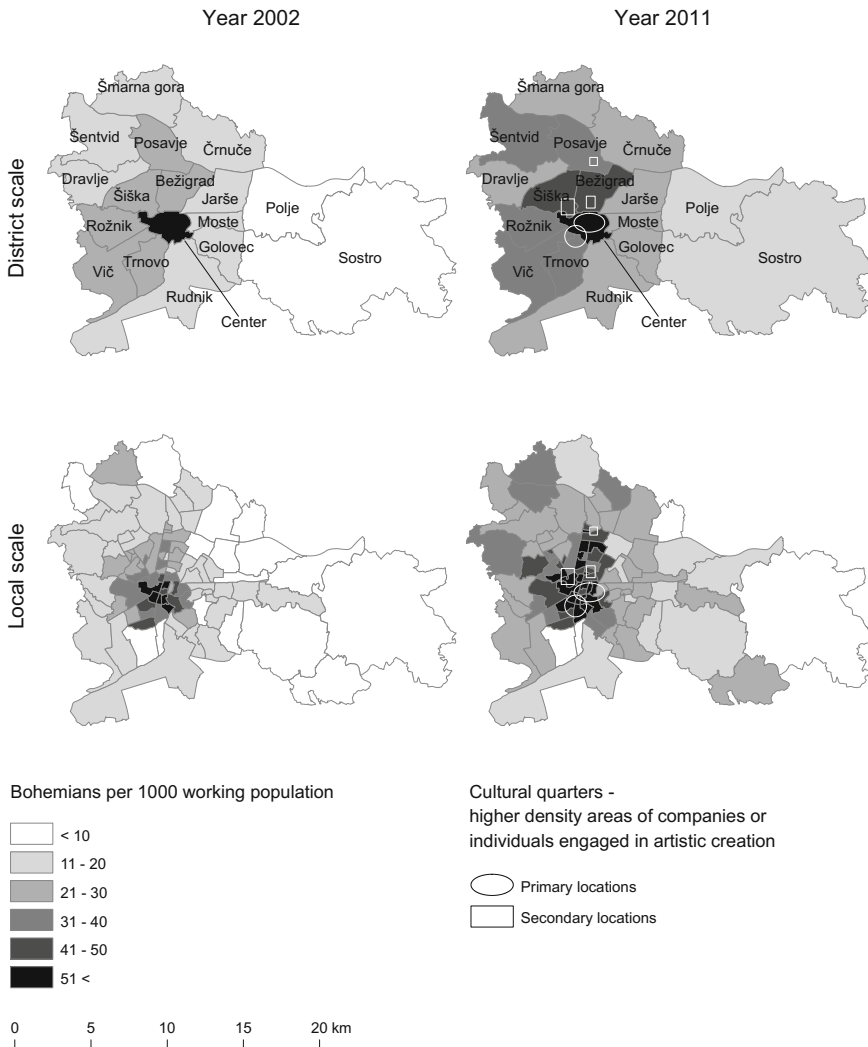 Year 2002
Year 2011
District scale
Šmarna gora
Šentvid
Posavje
Črnuče
Dravlje
Bežigrad
Šiška
Jarše
Polje
Rožnik
Moste
Golovec
Vič
Trnovo
Sostro
Rudnik
Center
Šmarna gora
Šentvid
Posavje
Črnuče
Dravlje
Bežigrad
Šiška
Jarše
Polje
Rožnik
Moste
Golovec
Vič
Trnovo
Sostro
Rudnik
Center
Local scale
Bohemians per 1000 working population
< 10
11 - 20
21 - 30
31 - 40
41 - 50
51 <
Cultural quarters -
higher density areas of companies or
individuals engaged in artistic creation
Primary locations
Secondary locations
0 5 10 15 20 km